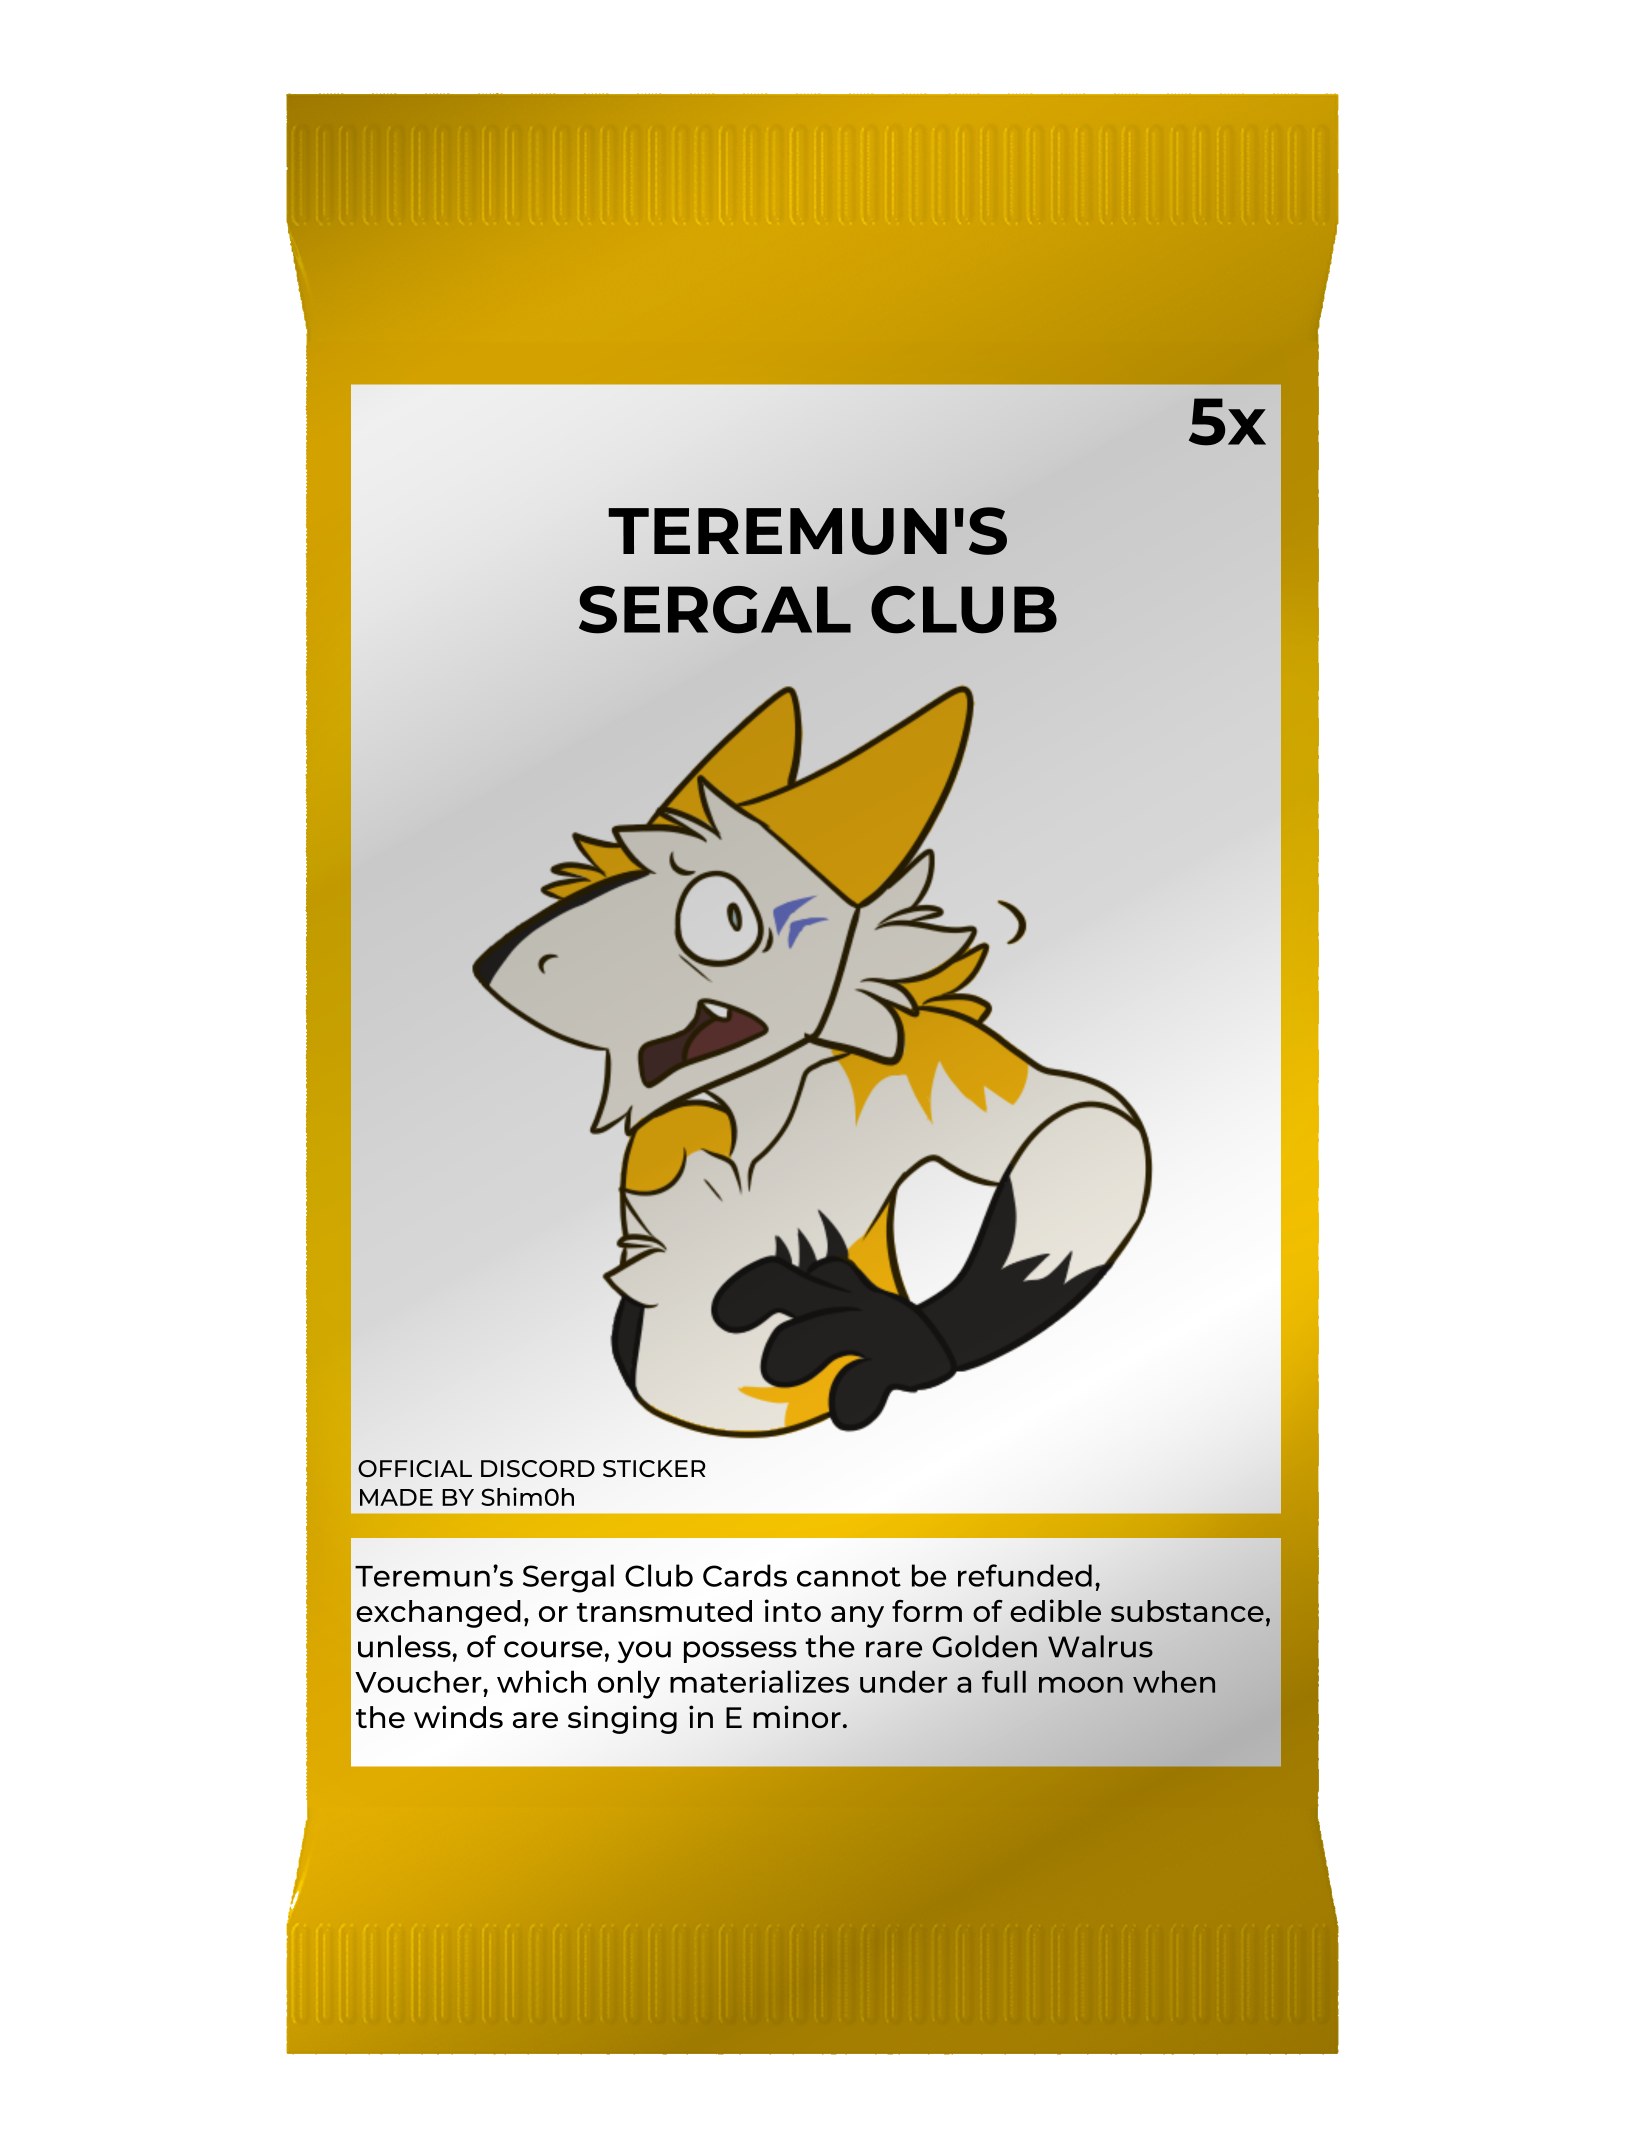 5x
TEREMUN'S
SERGAL CLUB
OFFICIAL DISCORD STICKER
MADE BY Shim0h
Teremun’s Sergal Club Cards cannot be refunded,
exchanged, or transmuted into any form of edible substance,
unless, of course, you possess the rare Golden Walrus
Voucher, which only materializes under a full moon when
the winds are singing in E minor.